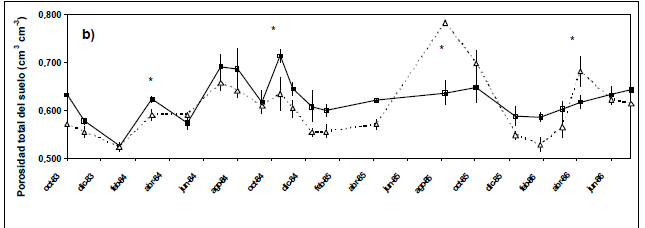 b)
Porosidad total del suelo (cm³ cm⁻³)
0,800
0,700
0,600
0,500
*
*
*
*
oct-83
dic-83
feb-84
abr-84
jun-84
ago-84
oct-84
dic-84
feb-85
abr-85
jun-85
ago-85
oct-85
dic-85
feb-86
abr-86
jun-86